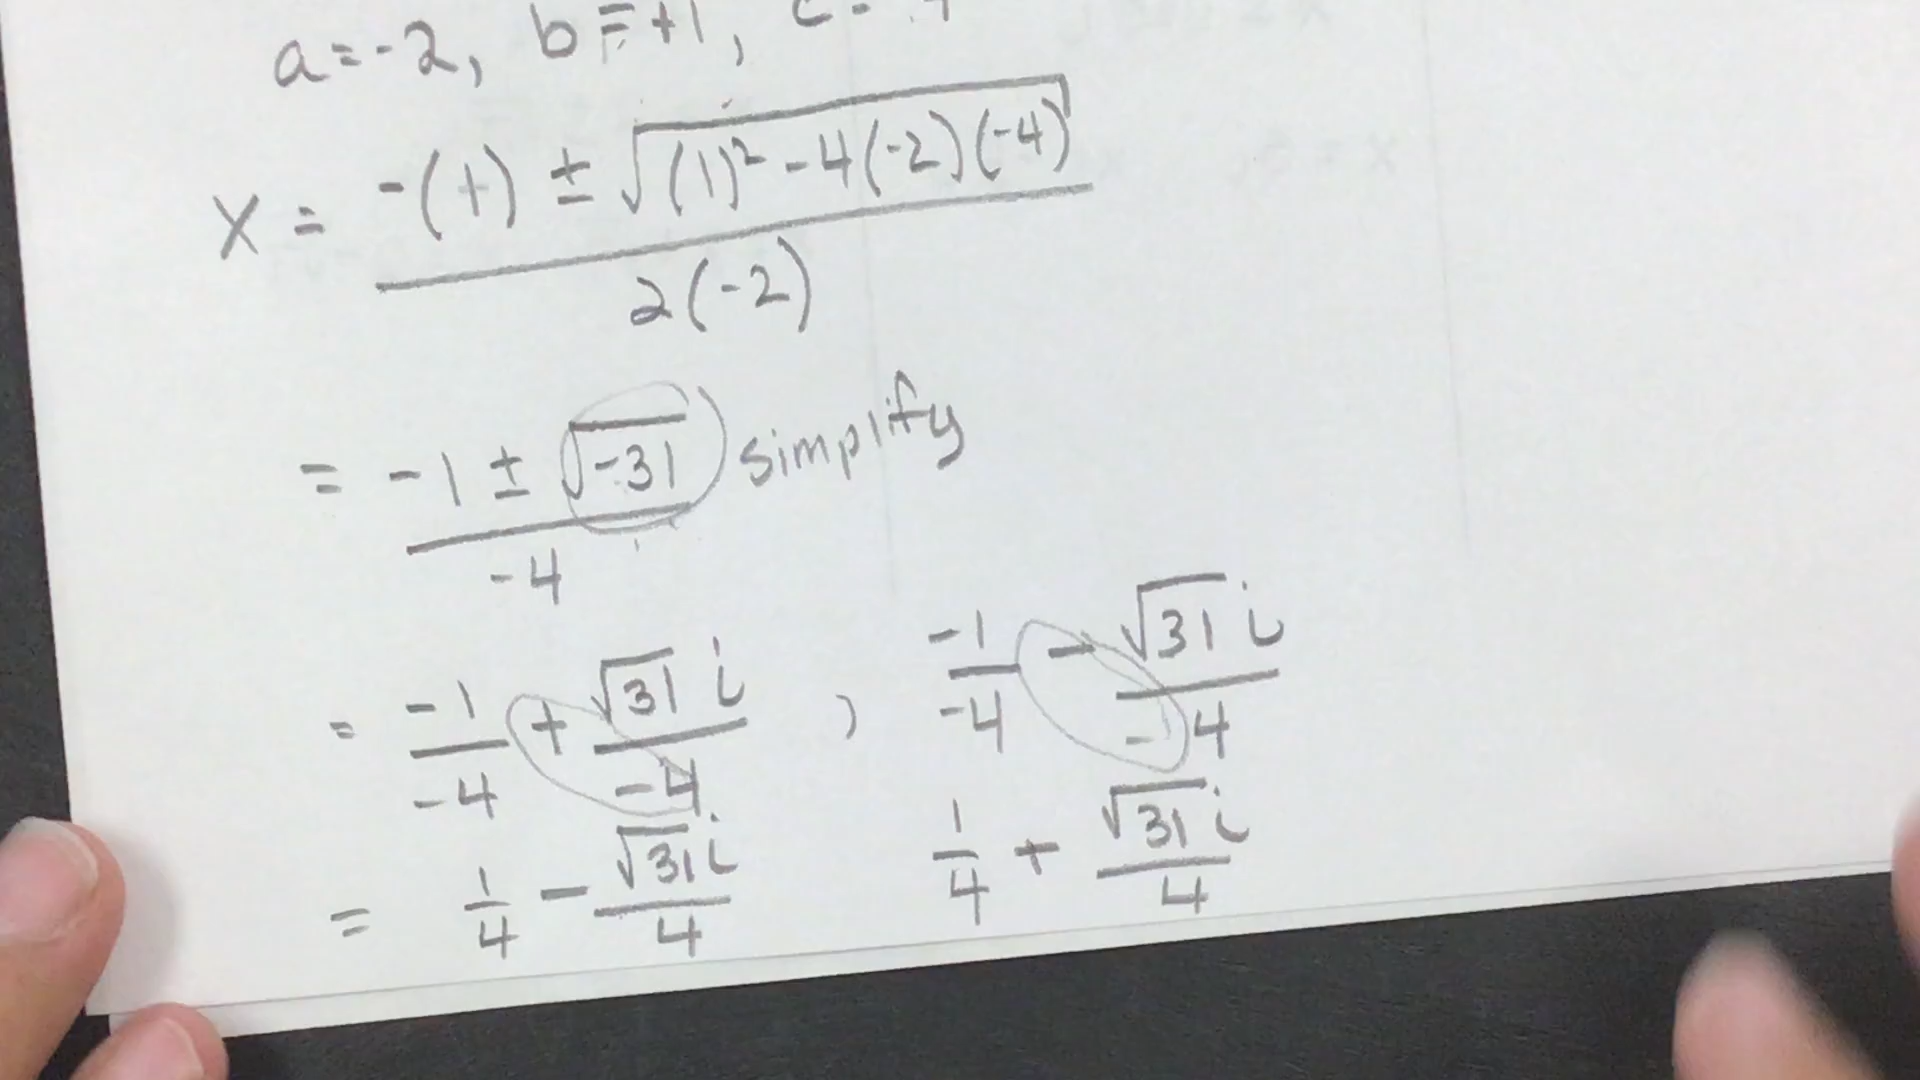 a = -2, b = +1, c =
x = (-(1) ± √((1)² - 4(-2)(-4))) / (2(-2))
= (-1 ± √(-31)) / -4 simplify
= -1/-4 + √31 i / -4 , -1/-4 - √31 i / -4
= 1/4 - √31 i / 4 1/4 + √31 i / 4